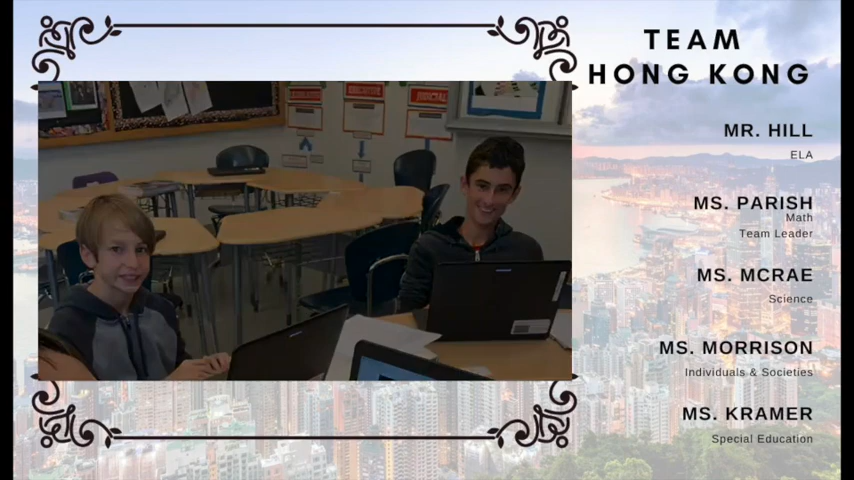 TEAM
HONG KONG
MR. HILL
ELA
MS. PARISH
Math
Team Leader
MS. MCRAE
Science
MS. MORRISON
Individuals & Societies
MS. KRAMER
Special Education